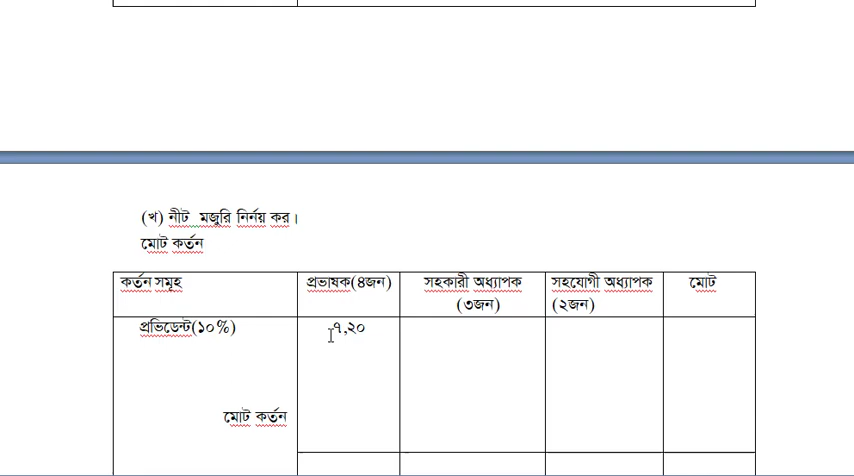 (খ) নীট মজুরি নির্নয় কর।
মোট কর্তন
কর্তন সমূহ প্রভাষক(৪জন) সহকারী অধ্যাপক (৩জন) সহযোগী অধ্যাপক (২জন) মোট
প্রভিডেন্ট(১০%) ৭,২০
মোট কর্তন